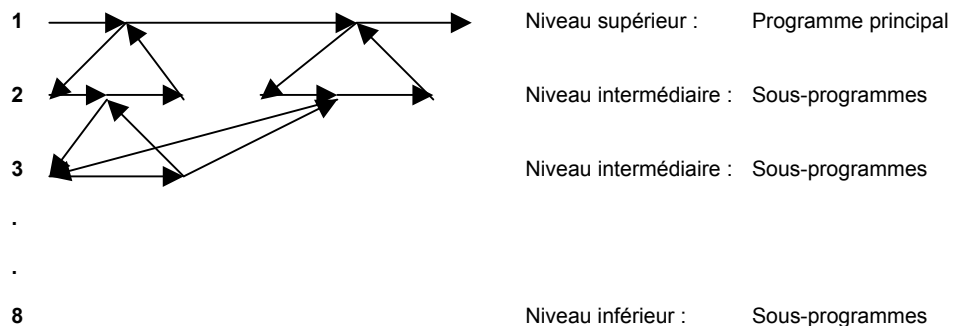 1 Niveau supérieur : Programme principal
2 Niveau intermédiaire : Sous-programmes
3 Niveau intermédiaire : Sous-programmes
.
.
8 Niveau inférieur : Sous-programmes